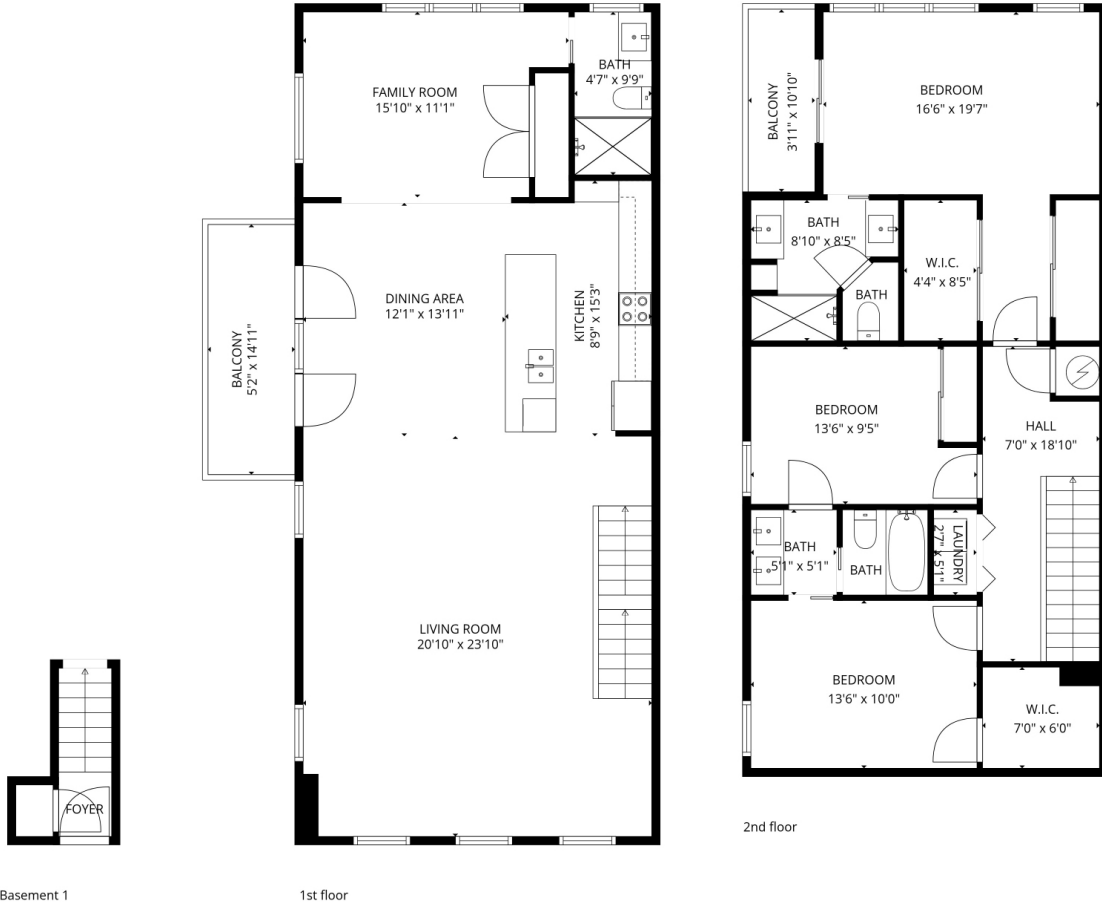 FAMILY ROOM
15'10" x 11'1"
BATH
4'7" x 9'9"
DINING AREA
12'1" x 13'11"
KITCHEN
8'9" x 15'3"
BALCONY
5'2" x 14'11"
LIVING ROOM
20'10" x 23'10"
FOYER
Basement 1
1st floor
BALCONY
3'11" x 10'10"
BEDROOM
16'6" x 19'7"
BATH
8'10" x 8'5"
W.I.C.
4'4" x 8'5"
BATH
BEDROOM
13'6" x 9'5"
HALL
7'0" x 18'10"
BATH
5'1" x 5'1"
BATH
LAUNDRY
2'7" x 5'1"
BEDROOM
13'6" x 10'0"
W.I.C.
7'0" x 6'0"
2nd floor